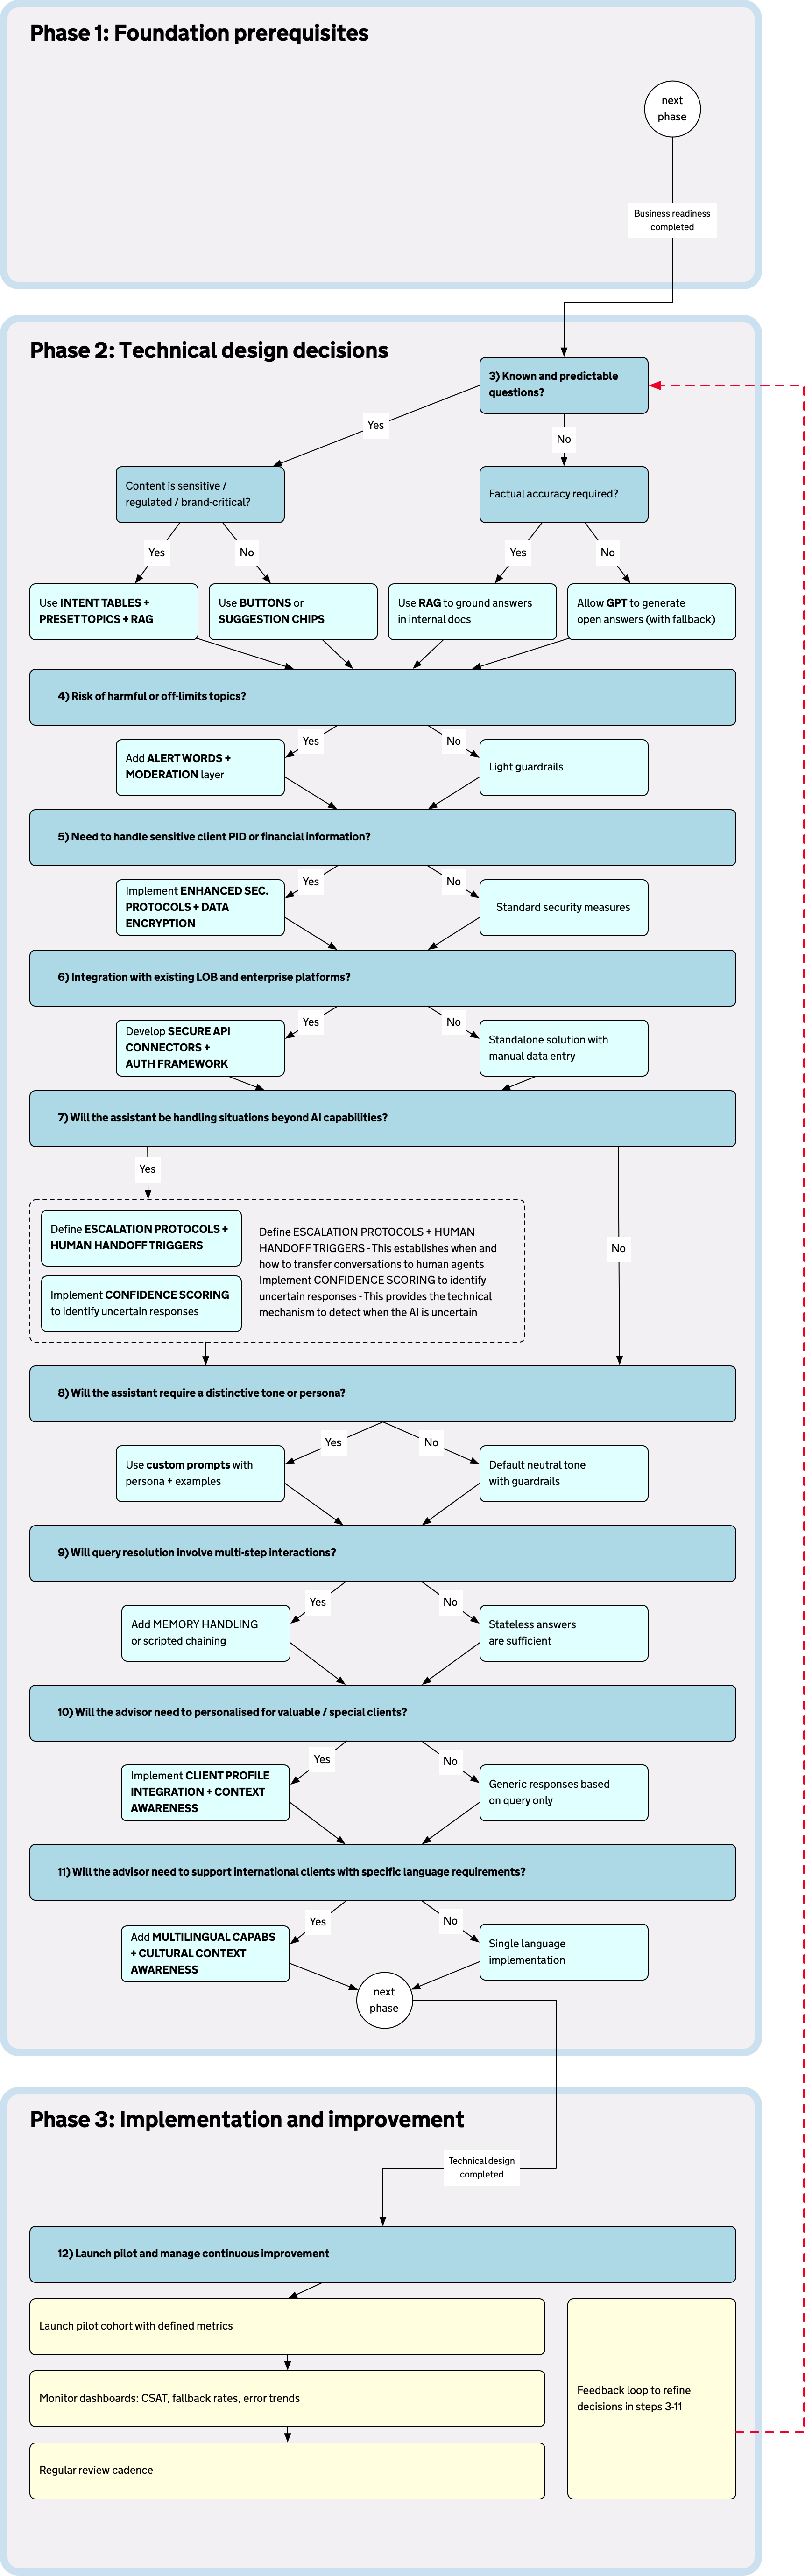 Phase 1: Foundation prerequisites
next
phase
Business readiness
completed
Phase 2: Technical design decisions
3) Known and predictable
questions?
Yes
No
Content is sensitive /
regulated / brand-critical?
Factual accuracy required?
Yes
No
Yes
No
Use INTENT TABLES +
PRESET TOPICS + RAG
Use BUTTONS or
SUGGESTION CHIPS
Use RAG to ground answers
in internal docs
Allow GPT to generate
open answers (with fallback)
4) Risk of harmful or off-limits topics?
Yes
No
Add ALERT WORDS +
MODERATION layer
Light guardrails
5) Need to handle sensitive client PID or financial information?
Yes
No
Implement ENHANCED SEC.
PROTOCOLS + DATA
ENCRYPTION
Standard security measures
6) Integration with existing LOB and enterprise platforms?
Yes
No
Develop SECURE API
CONNECTORS +
AUTH FRAMEWORK
Standalone solution with
manual data entry
7) Will the assistant be handling situations beyond AI capabilities?
Yes
No
Define ESCALATION PROTOCOLS +
HUMAN HANDOFF TRIGGERS
Implement CONFIDENCE SCORING
to identify uncertain responses
Define ESCALATION PROTOCOLS + HUMAN
HANDOFF TRIGGERS - This establishes when and
how to transfer conversations to human agents
Implement CONFIDENCE SCORING to identify
uncertain responses - This provides the technical
mechanism to detect when the AI is uncertain
8) Will the assistant require a distinctive tone or persona?
Yes
No
Use custom prompts with
persona + examples
Default neutral tone
with guardrails
9) Will query resolution involve multi-step interactions?
Yes
No
Add MEMORY HANDLING
or scripted chaining
Stateless answers
are sufficient
10) Will the advisor need to personalised for valuable / special clients?
Yes
No
Implement CLIENT PROFILE
INTEGRATION + CONTEXT
AWARENESS
Generic responses based
on query only
11) Will the advisor need to support international clients with specific language requirements?
Yes
No
Add MULTILINGUAL CAPABS
+ CULTURAL CONTEXT
AWARENESS
Single language
implementation
next
phase
Phase 3: Implementation and improvement
Technical design
completed
12) Launch pilot and manage continuous improvement
Launch pilot cohort with defined metrics
Monitor dashboards: CSAT, fallback rates, error trends
Regular review cadence
Feedback loop to refine
decisions in steps 3-11